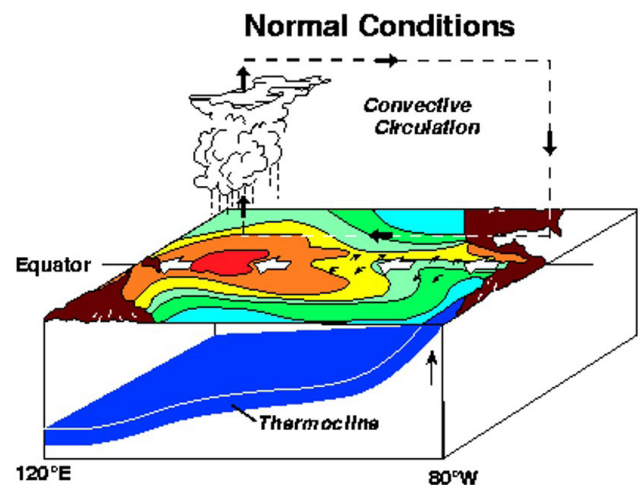 Normal Conditions
Convective
Circulation
Equator
Thermocline
120°E
80°W